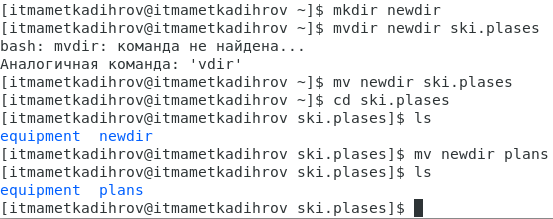 [itmametkadihrov@itmametkadihrov ~]$ mkdir newdir
[itmametkadihrov@itmametkadihrov ~]$ mvdir newdir ski.plases
bash: mvdir: команда не найдена...
Аналогичная команда: 'vdir'
[itmametkadihrov@itmametkadihrov ~]$ mv newdir ski.plases
[itmametkadihrov@itmametkadihrov ~]$ cd ski.plases
[itmametkadihrov@itmametkadihrov ski.plases]$ ls
equipment  newdir
[itmametkadihrov@itmametkadihrov ski.plases]$ mv newdir plans
[itmametkadihrov@itmametkadihrov ski.plases]$ ls
equipment  plans
[itmametkadihrov@itmametkadihrov ski.plases]$